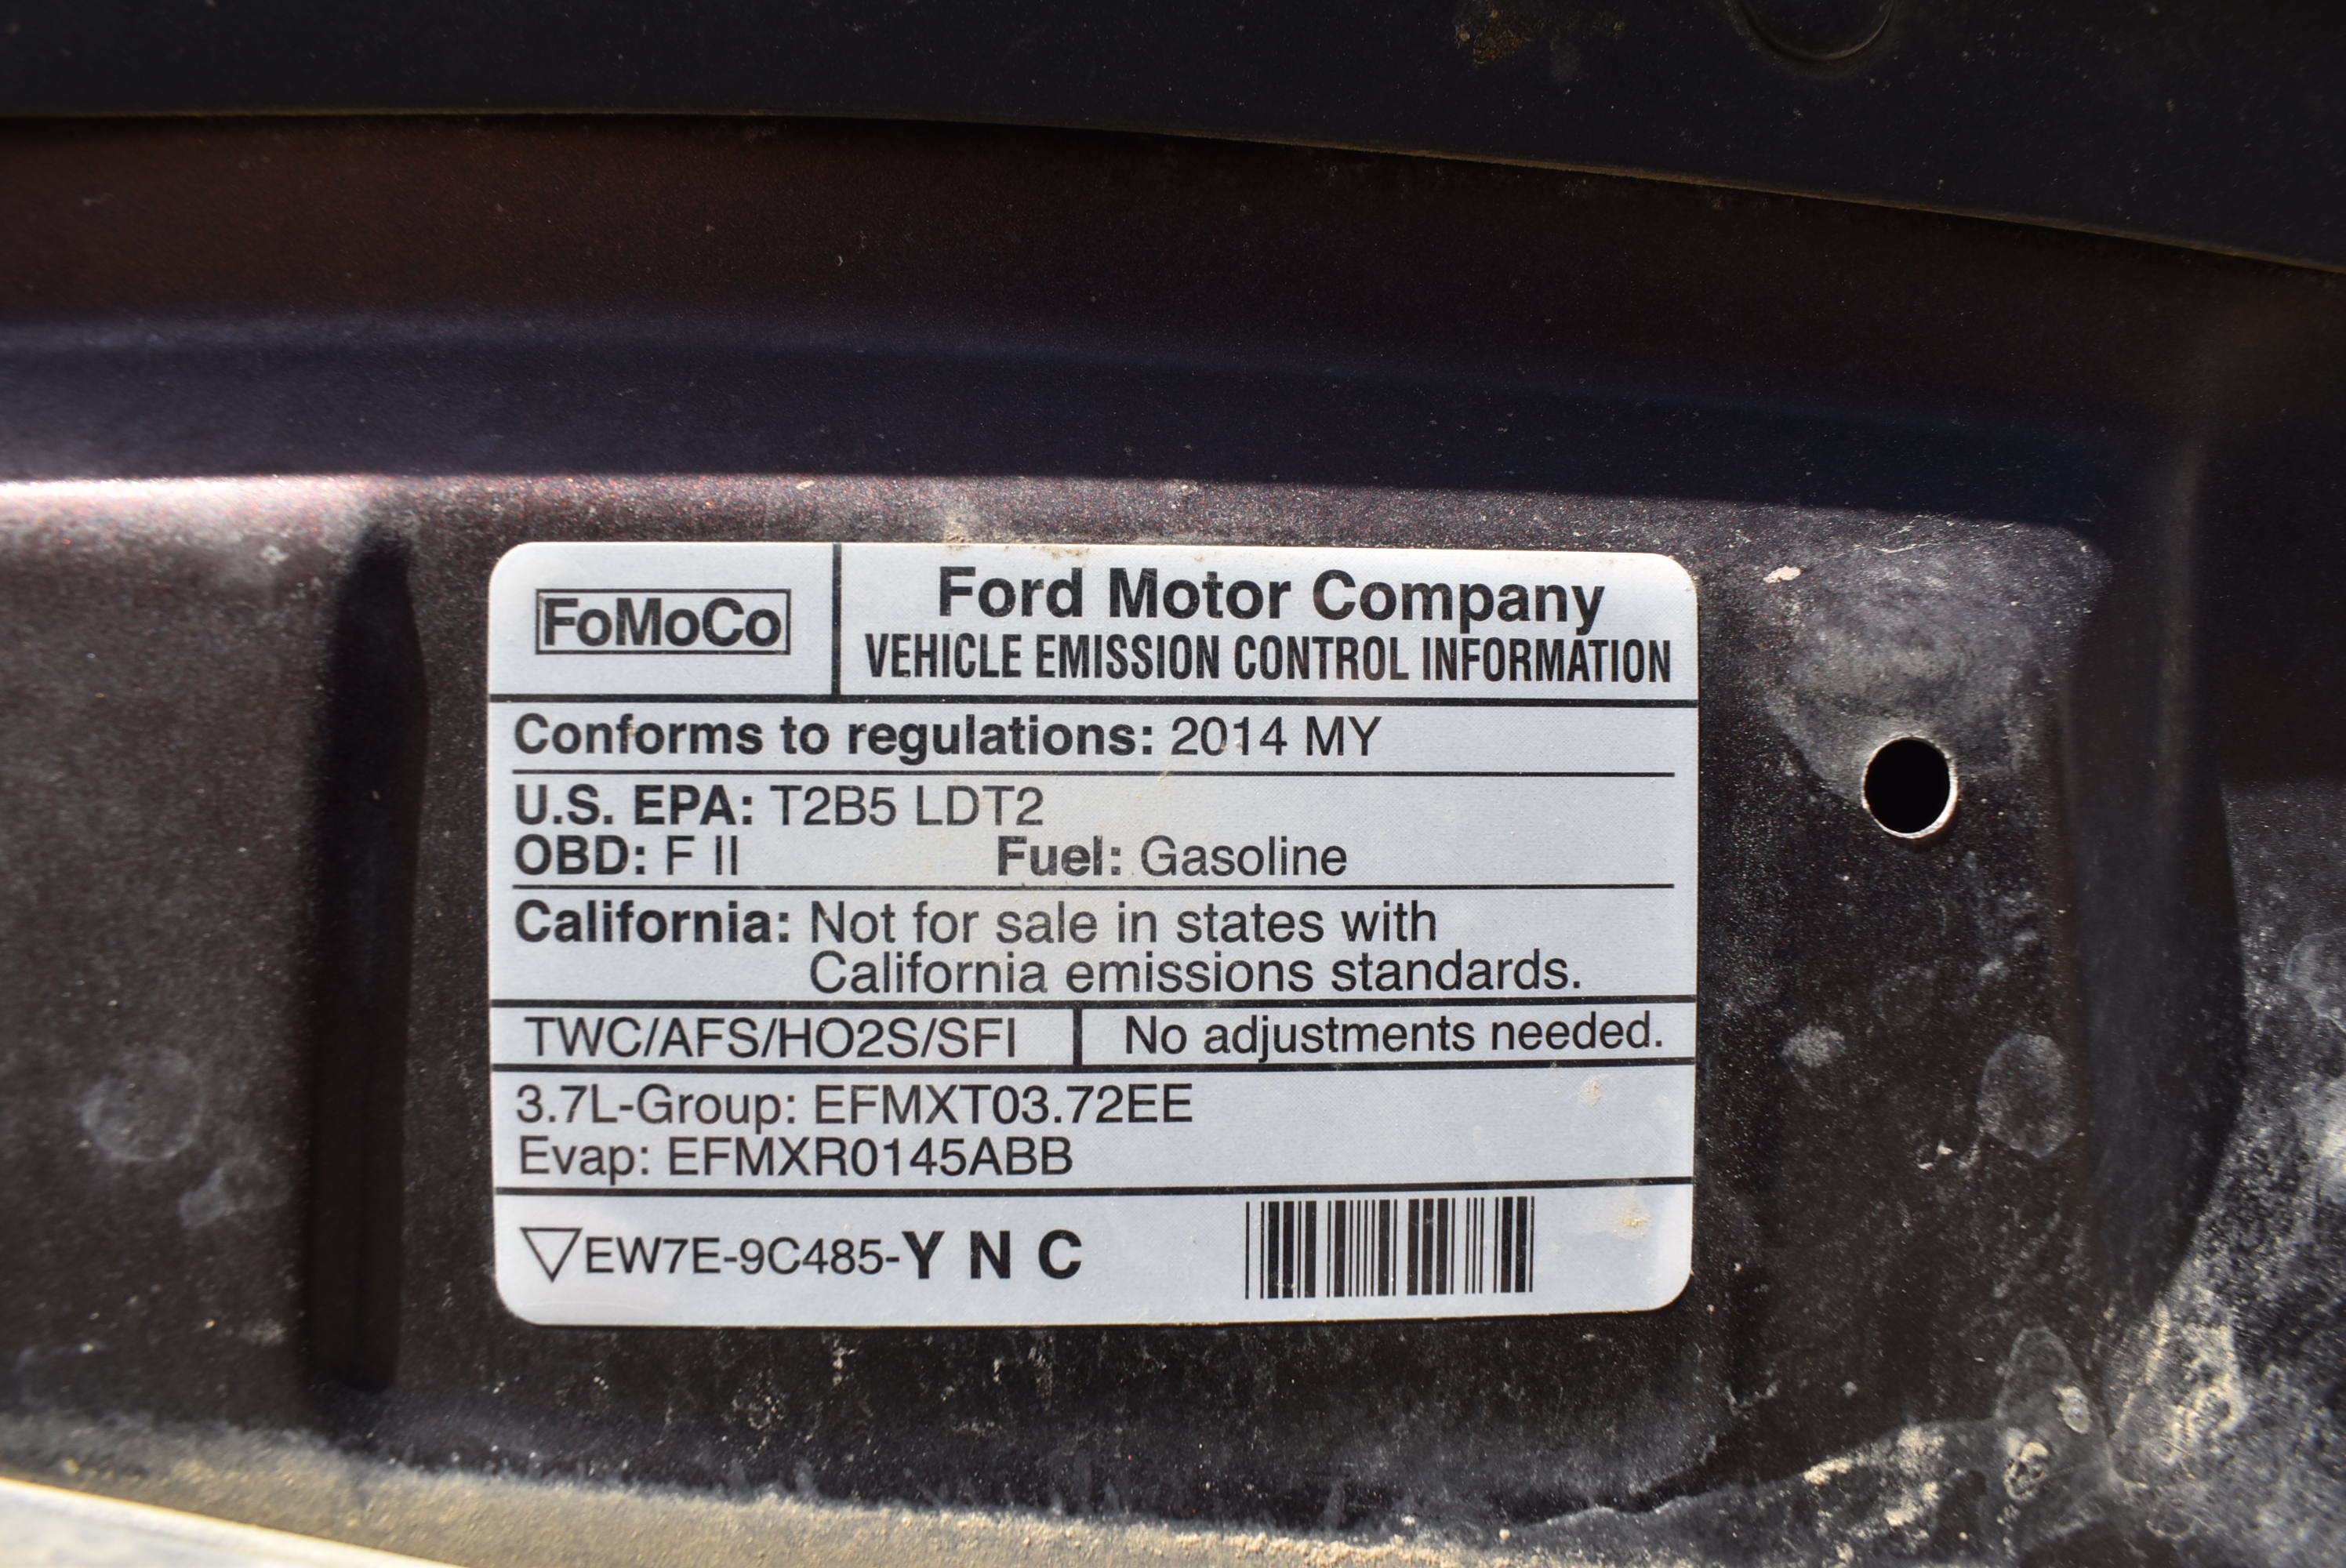 FoMoCo
Ford Motor Company
VEHICLE EMISSION CONTROL INFORMATION
Conforms to regulations: 2014 MY
U.S. EPA: T2B5 LDT2
OBD: F II Fuel: Gasoline
California: Not for sale in states with
California emissions standards.
TWC/AFS/HO2S/SFI No adjustments needed.
3.7L-Group: EFMXT03.72EE
Evap: EFMXR0145ABB
EW7E-9C485-Y N C